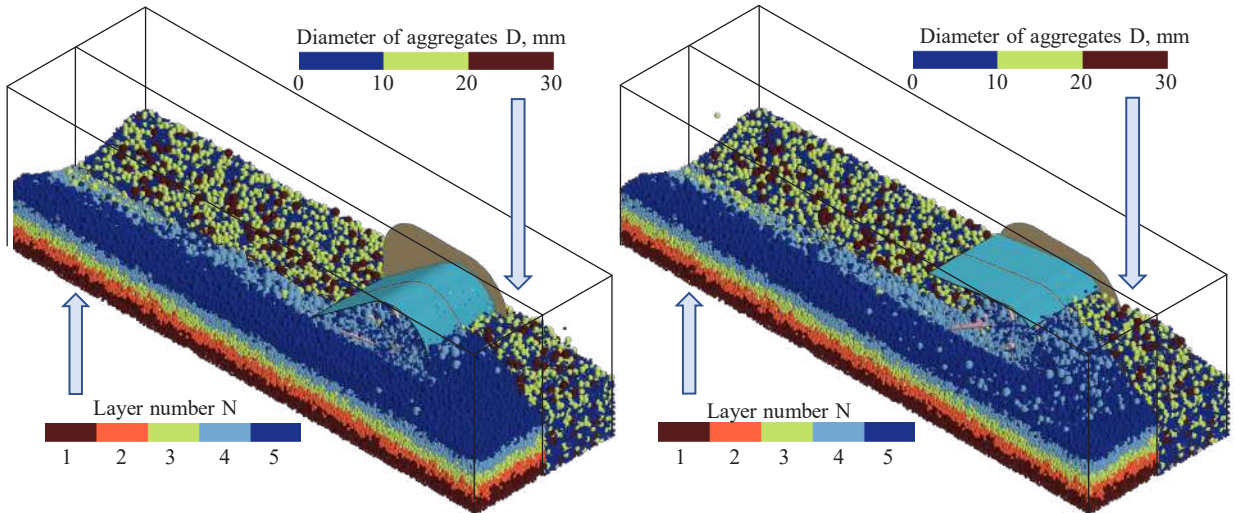 Diameter of aggregates D, mm
0 10 20 30
Layer number N
1 2 3 4 5
Diameter of aggregates D, mm
0 10 20 30
Layer number N
1 2 3 4 5